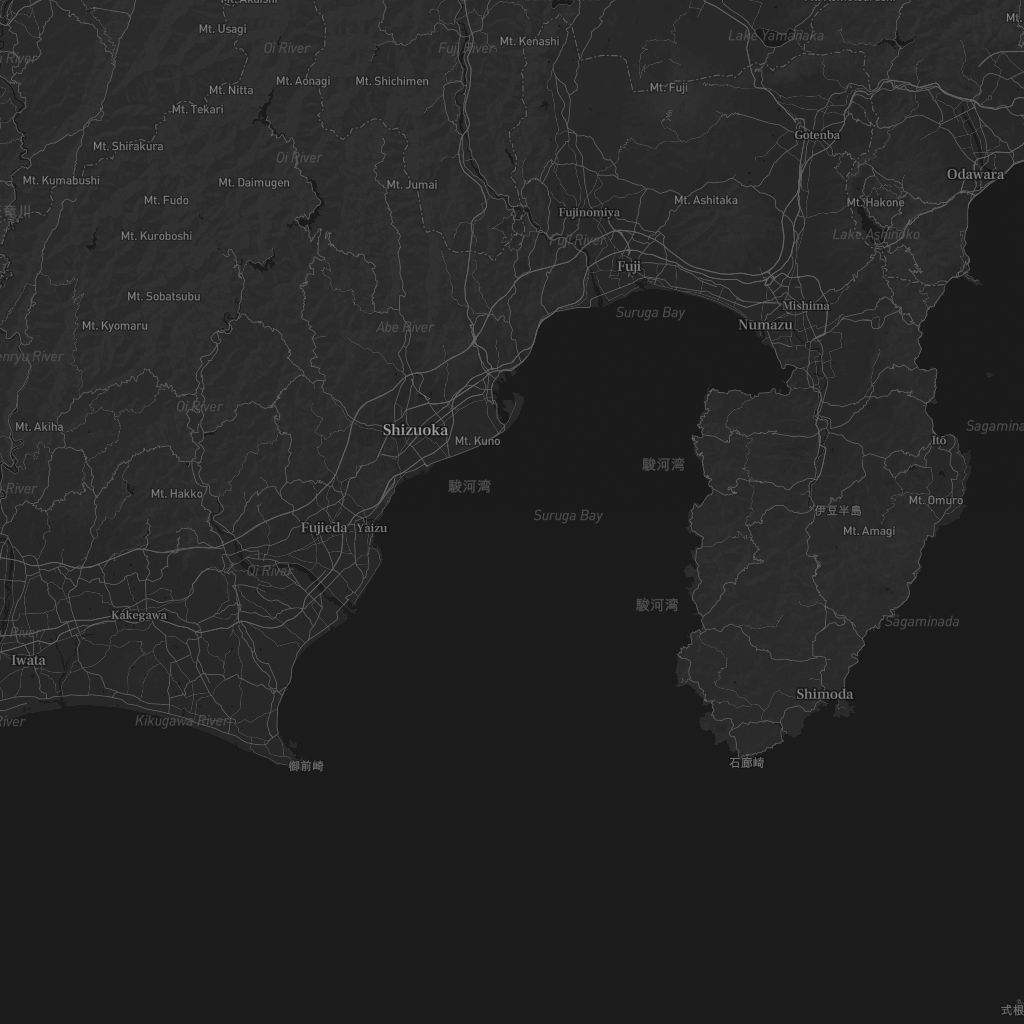 Mt. Usagi
Oi River
Fuji River
Mt. Kenashi
Lake Yamanaka
Mt. Nitta
Mt. Aonagi
Mt. Shichimen
Mt. Fuji
Mt. Tekari
Gotenba
Mt. Shirakura
Oi River
Odawara
Mt. Kumabushi
Mt. Daimugen
Mt. Jumai
Mt. Fudo
Mt. Ashitaka
Mt. Hakone
Fujinomiya
Mt. Kuroboshi
Fuji River
Lake Ashinoko
Fuji
Mt. Sobatsubu
Mishima
Suruga Bay
Mt. Kyomaru
Abe River
Numazu
enryu River
Oi River
Mt. Akiha
Shizuoka
Mt. Kuno
Itō
Sagamina
駿河湾
River
駿河湾
Mt. Hakko
Mt. Omuro
伊豆半島
Suruga Bay
Fujieda
Yaizu
Mt. Amagi
Oi River
駿河湾
Kakegawa
Sagaminada
River
Iwata
Shimoda
River
Kikugawa River
御前崎
石廊崎
式根